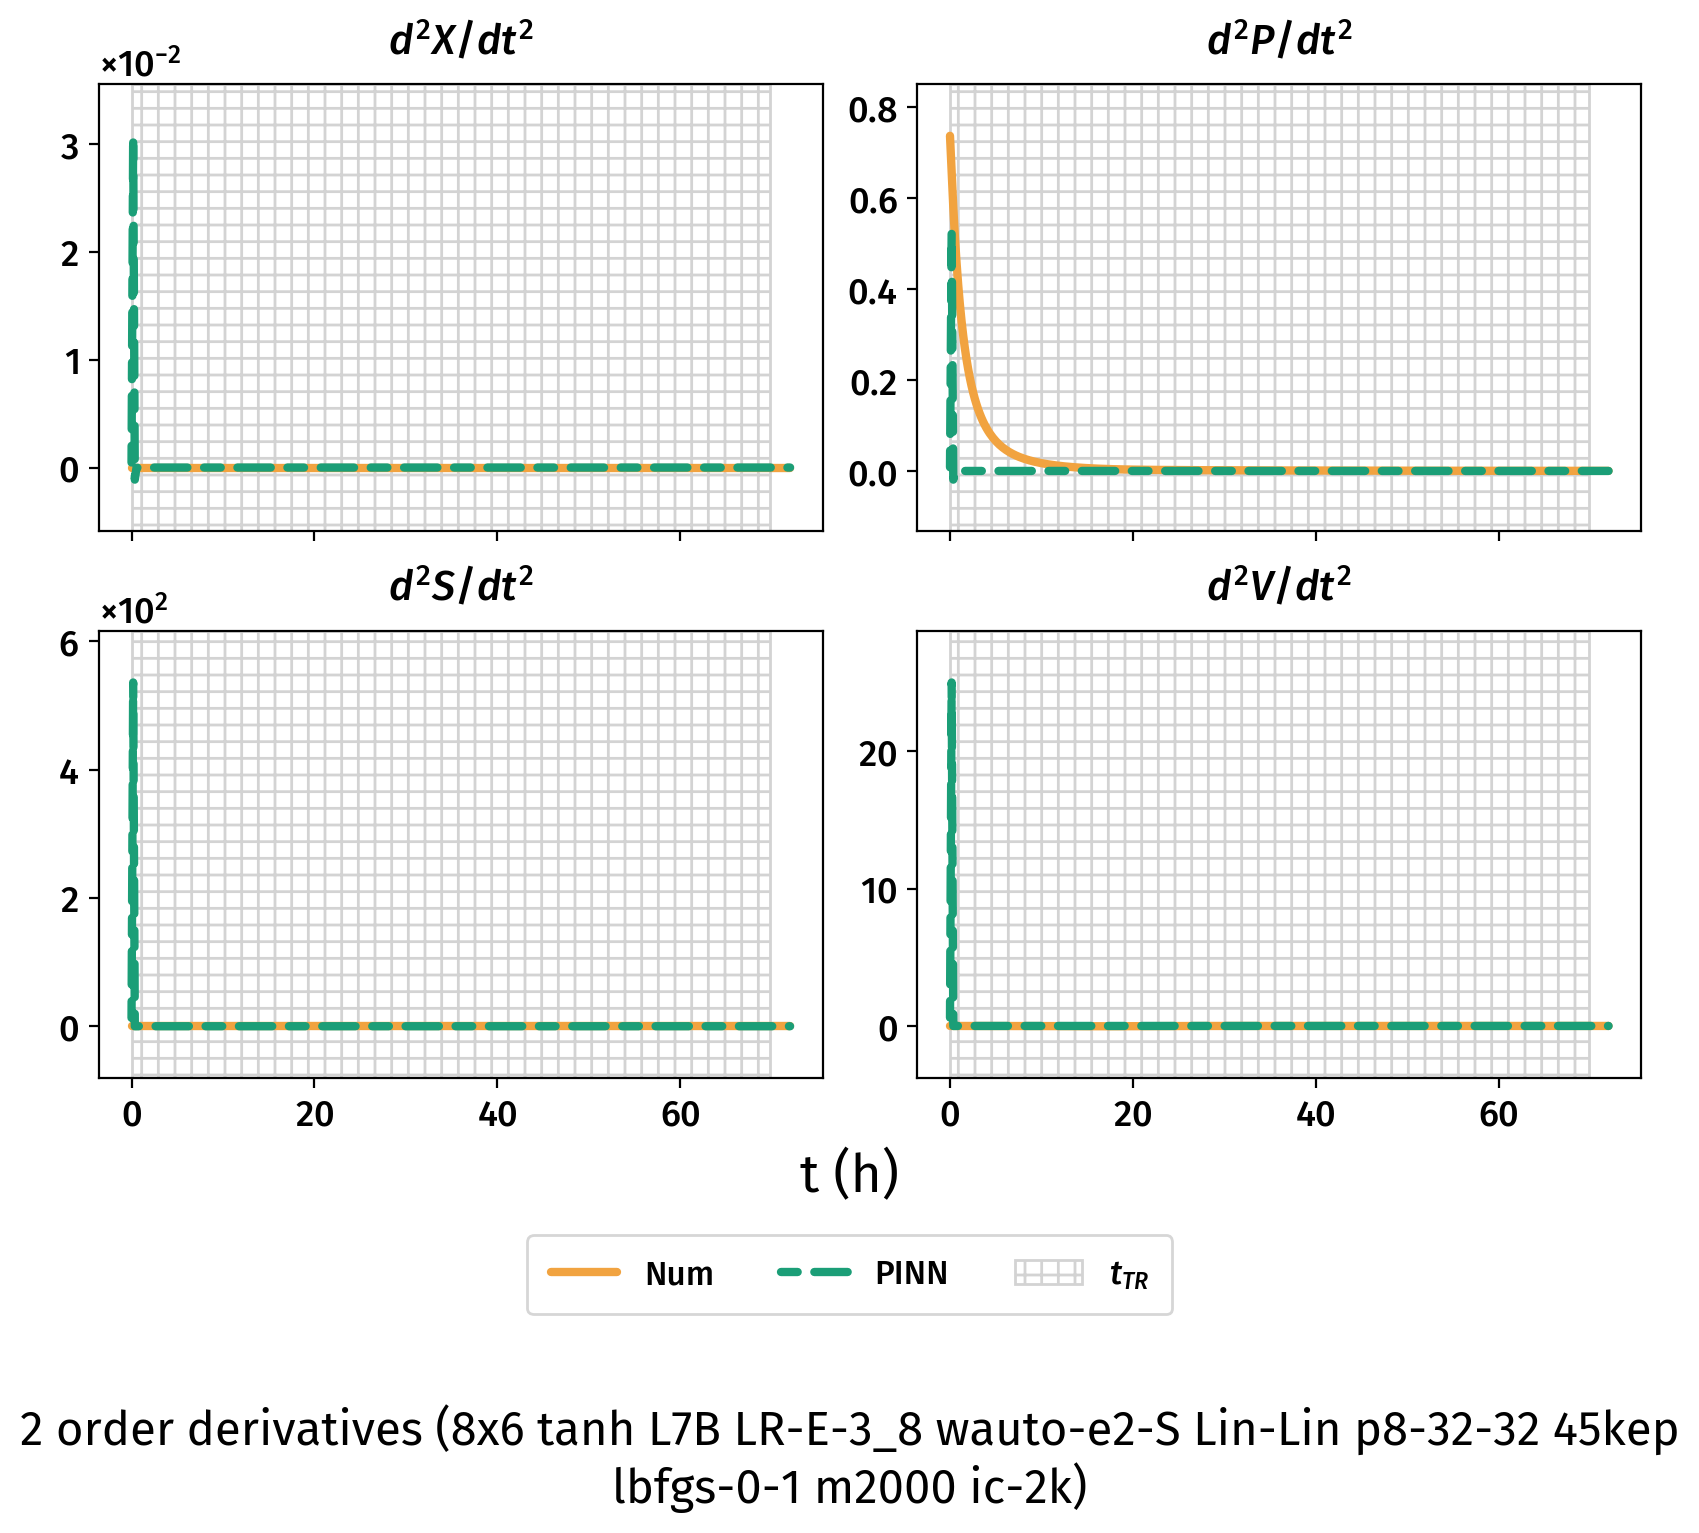 d²X/dt²
×10⁻²
3
2
1
0
d²P/dt²
0.8
0.6
0.4
0.2
0.0
d²S/dt²
×10²
6
4
2
0
0 20 40 60
d²V/dt²
20
10
0
0 20 40 60
t (h)
Num PINN t_TR
2 order derivatives (8x6 tanh L7B LR-E-3_8 wauto-e2-S Lin-Lin p8-32-32 45kep
lbfgs-0-1 m2000 ic-2k)